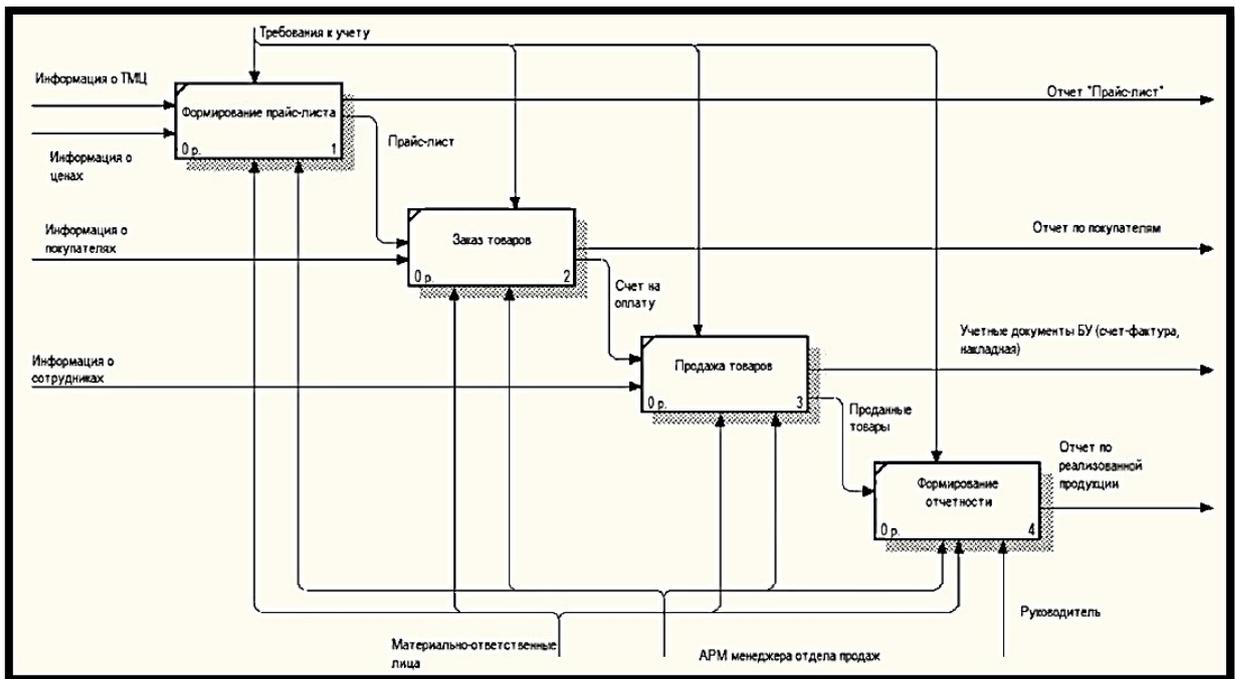 Требования к учету
Информация о ТМЦ
Отчет "Прайс-лист"
Формирование прайс-листа
0 р.
1
Прайс-лист
Информация о
ценах
Информация о
покупателях
Заказ товаров
0 р.
2
Отчет по покупателям
Счет на
оплату
Учетные документы БУ (счет-фактура,
накладная)
Информация о
сотрудниках
Продажа товаров
0 р.
3
Проданные
товары
Отчет по
реализованной
продукции
Формирование
отчетности
0 р.
4
Руководитель
Материально-ответственные
лица
АРМ менеджера отдела продаж